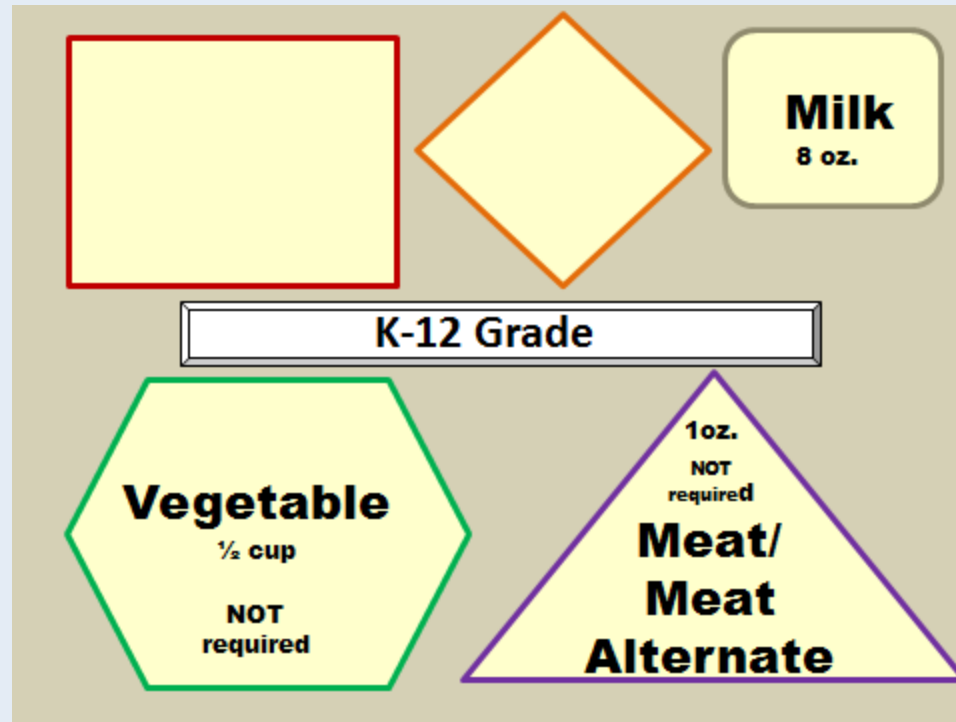 Milk
8 oz.
K-12 Grade
Vegetable
½ cup
NOT
required
1oz.
NOT
required
Meat/
Meat
Alternate